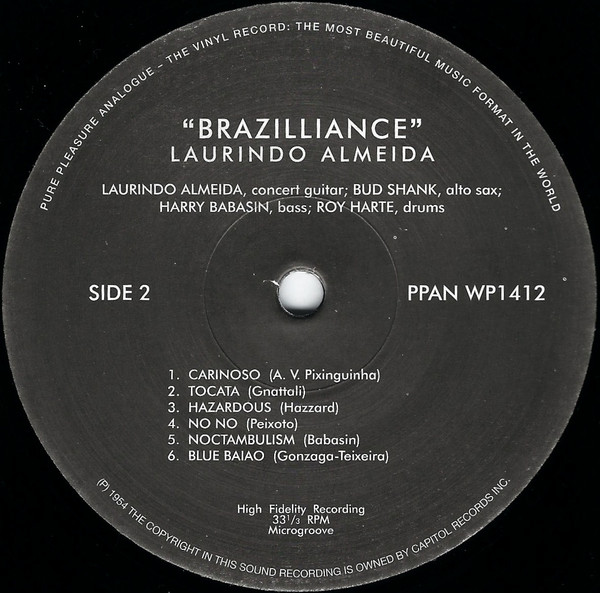 PURE PLEASURE ANALOGUE – THE VINYL RECORD: THE MOST BEAUTIFUL MUSIC FORMAT IN THE WORLD
“BRAZILLIANCE”
LAURINDO ALMEIDA
LAURINDO ALMEIDA, concert guitar; BUD SHANK, alto sax;
HARRY BABASIN, bass; ROY HARTE, drums
SIDE 2
PPAN WP1412
1. CARINOSO (A. V. Pixinguinha)
2. TOCATA (Gnattali)
3. HAZARDOUS (Hazzard)
4. NO NO (Peixoto)
5. NOCTAMBULISM (Babasin)
6. BLUE BAIAO (Gonzaga-Teixeira)
High Fidelity Recording
33⅓ RPM
Microgroove
(P) 1954 THE COPYRIGHT IN THIS SOUND RECORDING IS OWNED BY CAPITOL RECORDS INC.